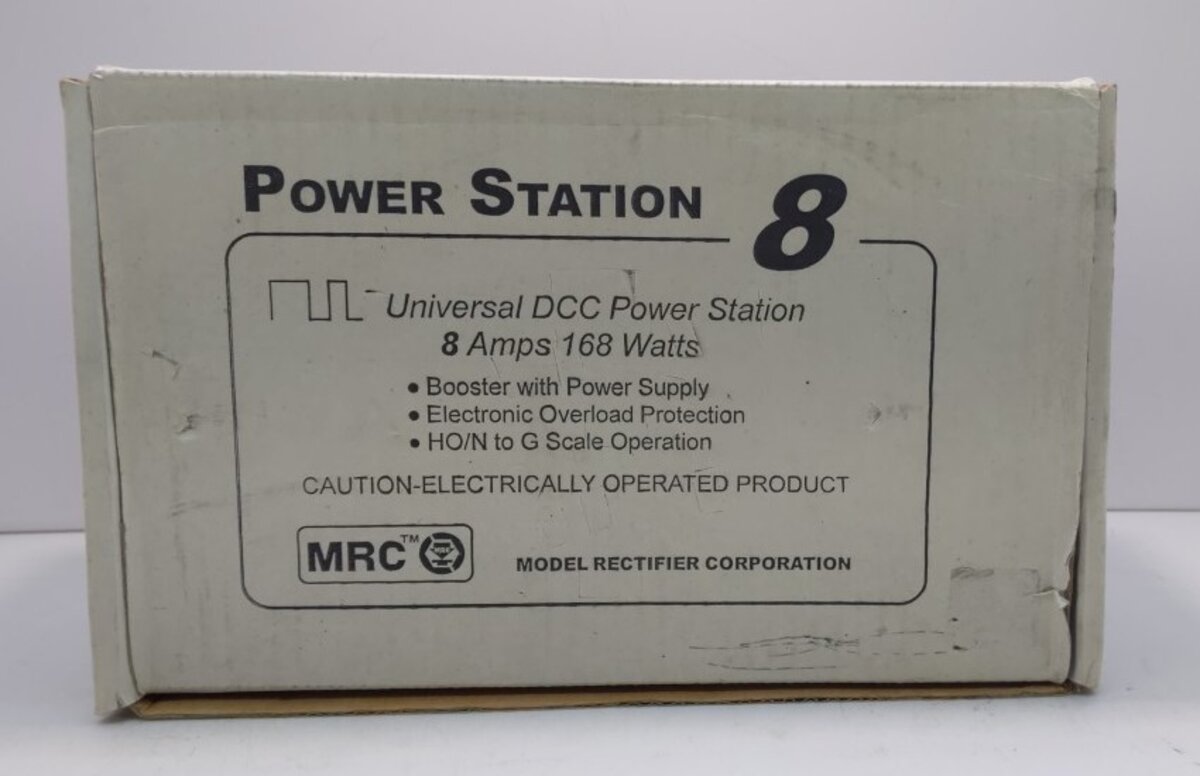 POWER STATION 8
Universal DCC Power Station
8 Amps 168 Watts
• Booster with Power Supply
• Electronic Overload Protection
• HO/N to G Scale Operation
CAUTION-ELECTRICALLY OPERATED PRODUCT
MRC™ MRC
MODEL RECTIFIER CORPORATION